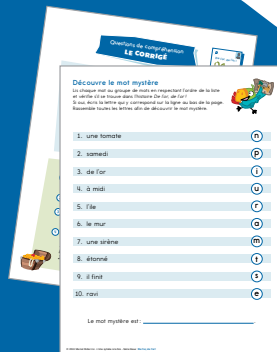 Questions de compréhension
LE CORRIGÉ
Découvre le mot mystère
Lis chaque mot ou groupe de mots en respectant l'ordre de la liste
et vérifie s'il se trouve dans l'histoire De l'or, de l'or !
Si oui, écris la lettre qui y correspond sur la ligne au bas de la page.
Rassemble toutes les lettres afin de découvrir le mot mystère.
1. une tomate n
2. samedi p
3. de l'or i
4. à midi u
5. l'île r
6. le mur a
7. une sirène m
8. étonné t
9. il finit s
10. ravi e
Le mot mystère est :